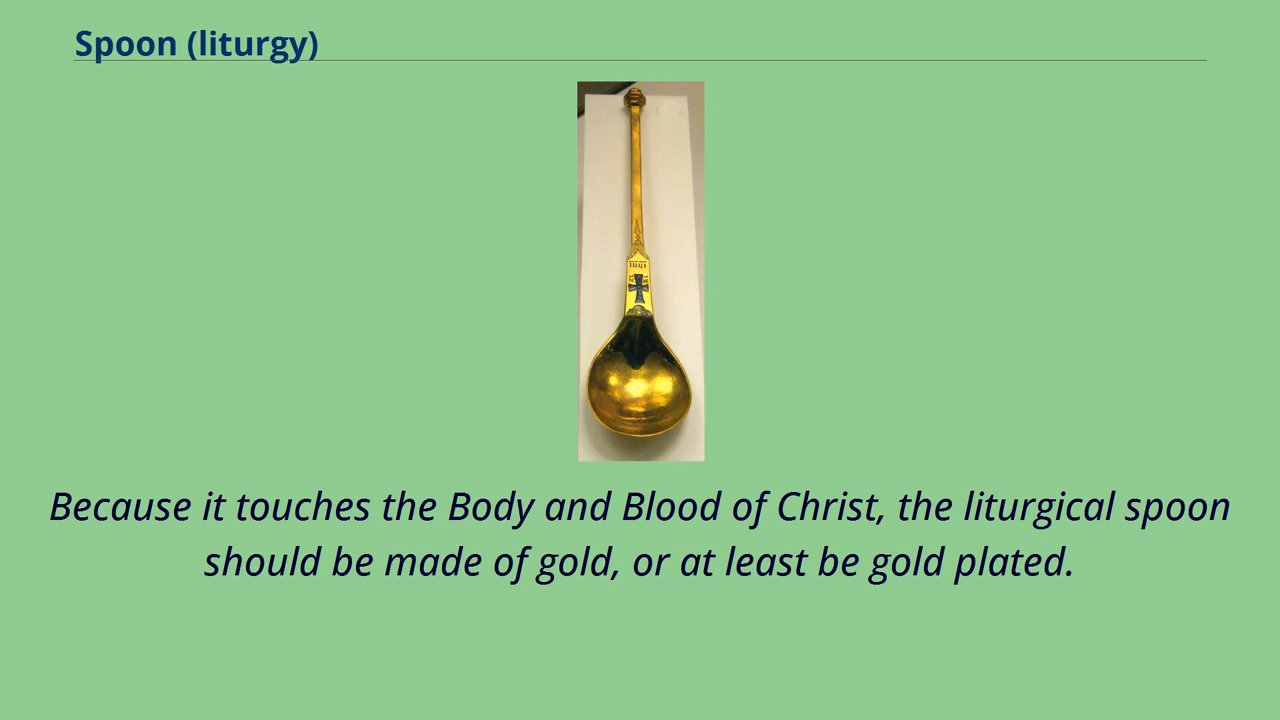 Spoon (liturgy)
Because it touches the Body and Blood of Christ, the liturgical spoon
should be made of gold, or at least be gold plated.